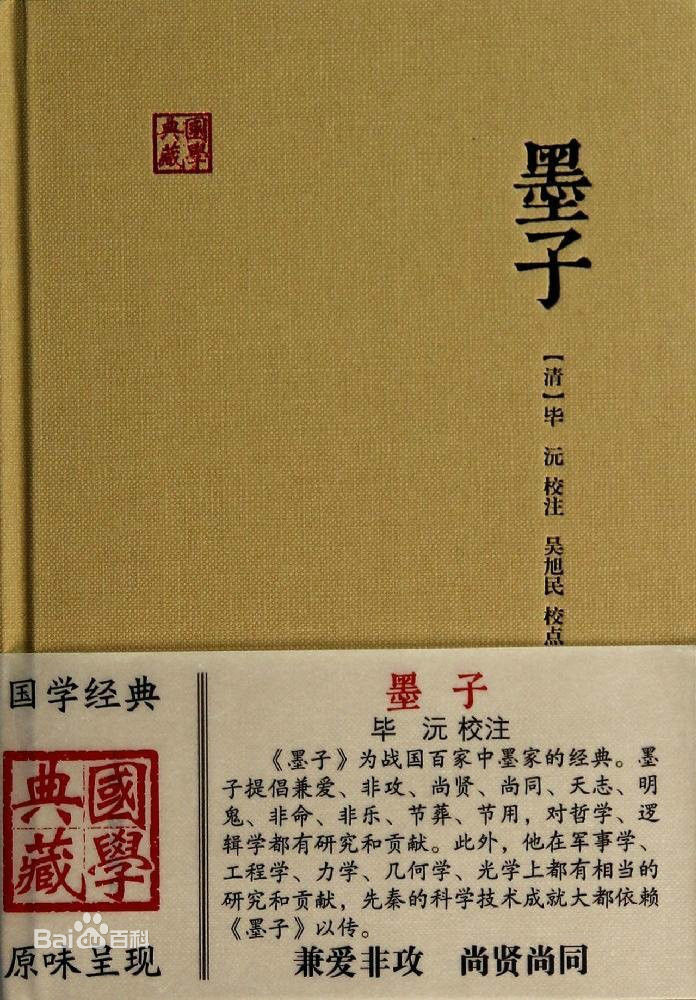 國學典藏
墨子
【清】毕 沅 校注 吴旭民 校点
国学经典
國學典藏
原味呈现
墨 子
毕 沅 校注
《墨子》为战国百家中墨家的经典。墨
子提倡兼爱、非攻、尚贤、尚同、天志、明
鬼、非命、非乐、节葬、节用，对哲学、逻
辑学都有研究和贡献。此外，他在军事学、
工程学、力学、几何学、光学上都有相当的
研究和贡献，先秦的科学技术成就大都依赖
《墨子》以传。
兼爱非攻 尚贤尚同
Bai百科